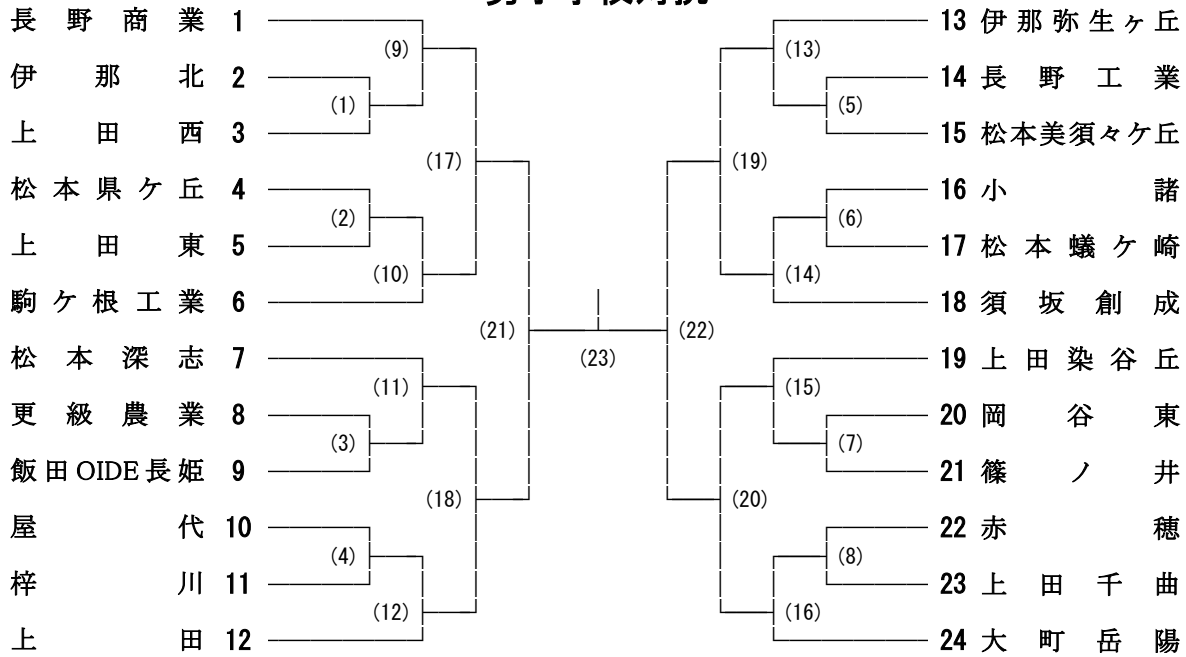 長野商業 1
伊那北 2
上田西 3
松本県ケ丘 4
上田東 5
駒ケ根工業 6
松本深志 7
更級農業 8
飯田OIDE長姫 9
屋代 10
梓川 11
上田 12
(9)
(1)
(17)
(2)
(10)
(21)
(11)
(3)
(18)
(4)
(12)
(23)
(13)
(5)
(19)
(6)
(14)
(22)
(15)
(7)
(20)
(8)
(16)
13 伊那弥生ヶ丘
14 長野工業
15 松本美須々ケ丘
16 小諸
17 松本蟻ケ崎
18 須坂創成
19 上田染谷丘
20 岡谷東
21 篠ノ井
22 赤穂
23 上田千曲
24 大町岳陽